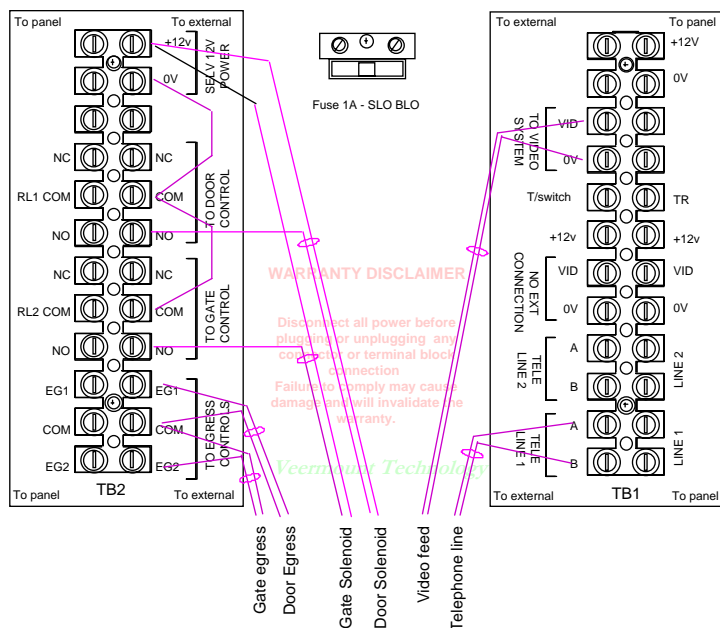 To panel
To external
+12v
SELV 12V
POWER
0V
NC
NC
RL1 COM
COM
TO DOOR
CONTROL
NO
NO
NC
NC
RL2 COM
COM
TO GATE
CONTROL
NO
NO
EG1
EG1
COM
COM
TO EGRESS
CONTROLS
EG2
EG2
TB2
To panel
To external
Fuse 1A - SLO BLO
WARRANTY DISCLAIMER
Disconnect all power before
plugging or unplugging any
connector or terminal block
connection
Failure to comply may cause
damage and will invalidate the
warranty.
Veermount Technology
Gate egress
Door Egress
Gate Solenoid
Door Solenoid
Video feed
Telephone line
To external
To panel
+12V
0V
TO VIDEO
SYSTEM
VID
0V
T/switch
TR
+12v
+12v
NO EXT
CONNECTION
VID
VID
0V
0V
TELE
LINE 2
A
B
LINE 2
TELE
LINE 1
A
B
LINE 1
TB1
To external
To panel